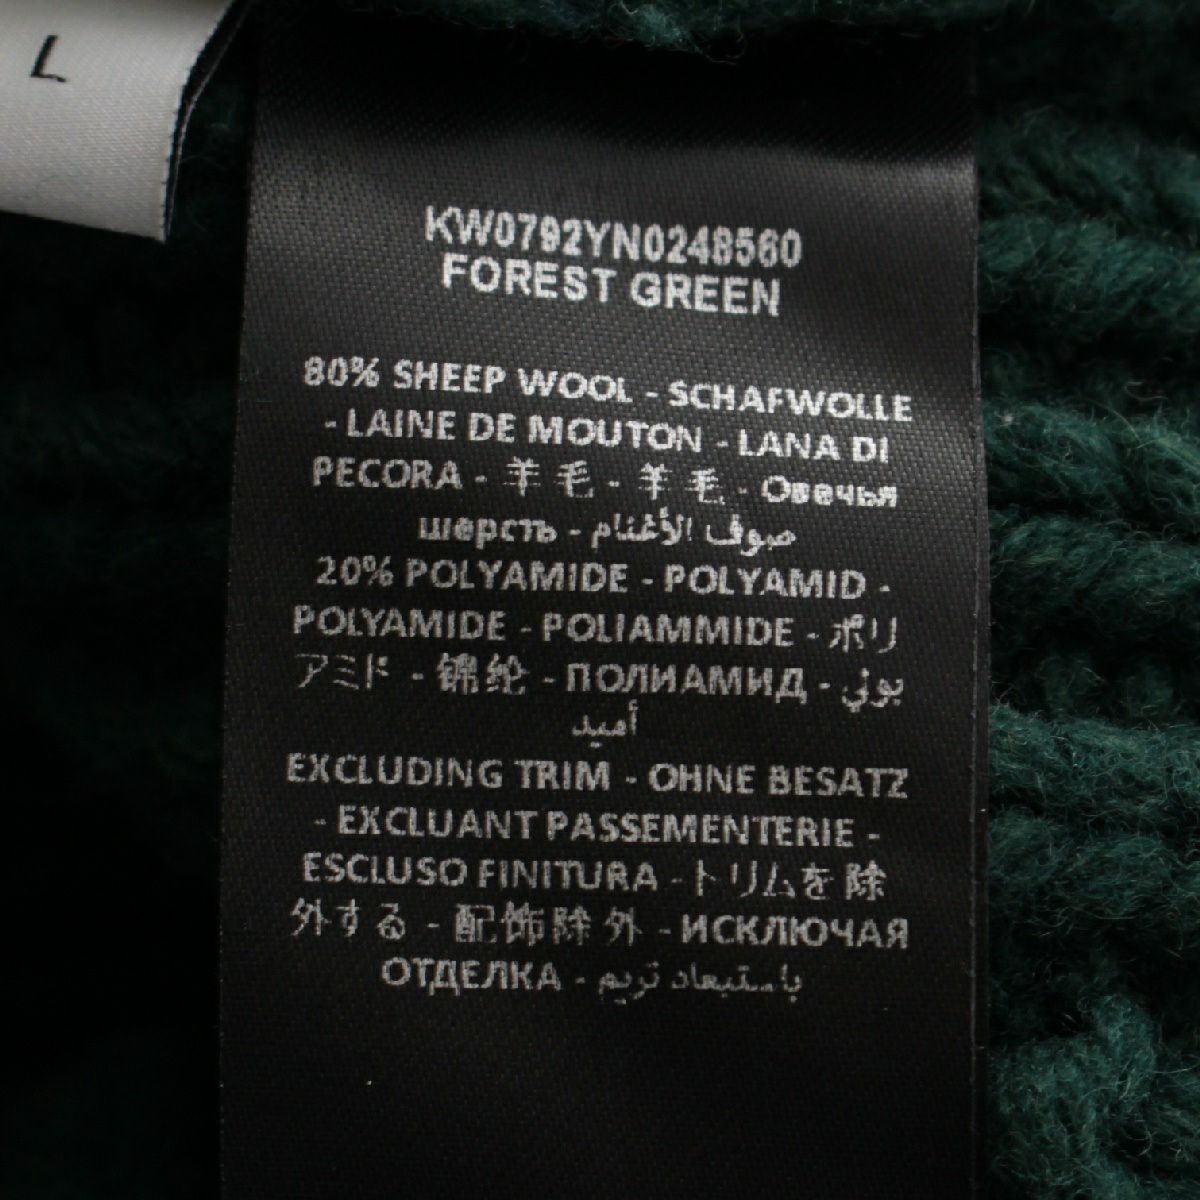 L
KW0792YN0248560
FOREST GREEN
80% SHEEP WOOL - SCHAFWOLLE
- LAINE DE MOUTON - LANA DI
PECORA - 羊毛 - 羊毛 - Овечья
шерсть - صوف الأغنام
20% POLYAMIDE - POLYAMID -
POLYAMIDE - POLIAMMIDE - ポリ
アミド - 锦纶 - ПОЛИАМИД - بولي
أميد
EXCLUDING TRIM - OHNE BESATZ
- EXCLUANT PASSEMENTERIE -
ESCLUSO FINITURA - トリムを除
外する - 配饰除外 - ИСКЛЮЧАЯ
ОТДЕЛКА - باستبعاد تريم